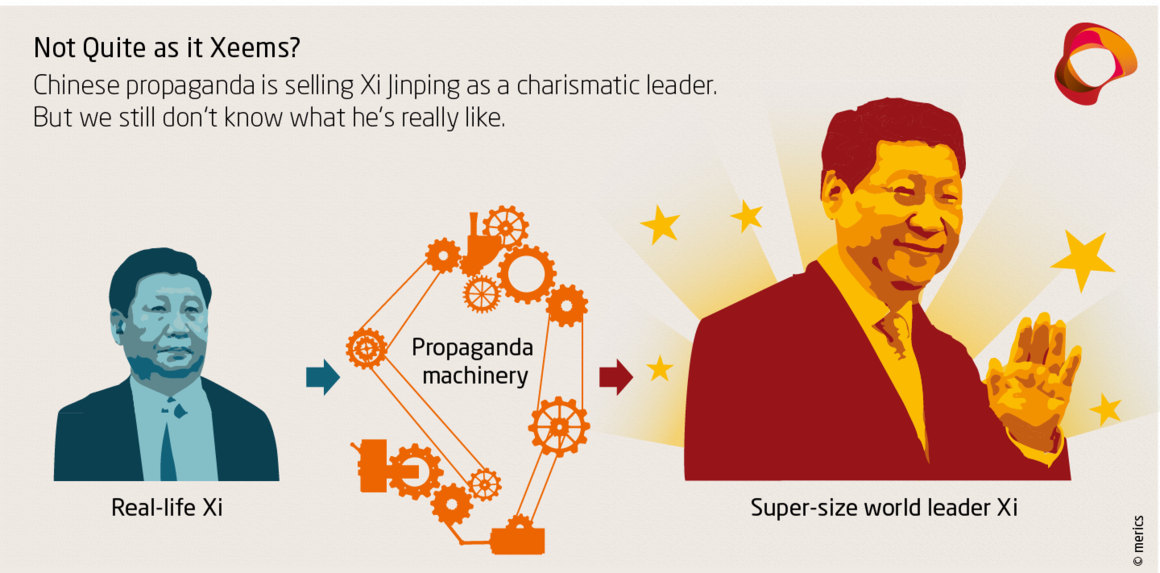 Not Quite as it Xeems?
Chinese propaganda is selling Xi Jinping as a charismatic leader.
But we still don't know what he's really like.
Propaganda
machinery
Real-life Xi
Super-size world leader Xi
© merics